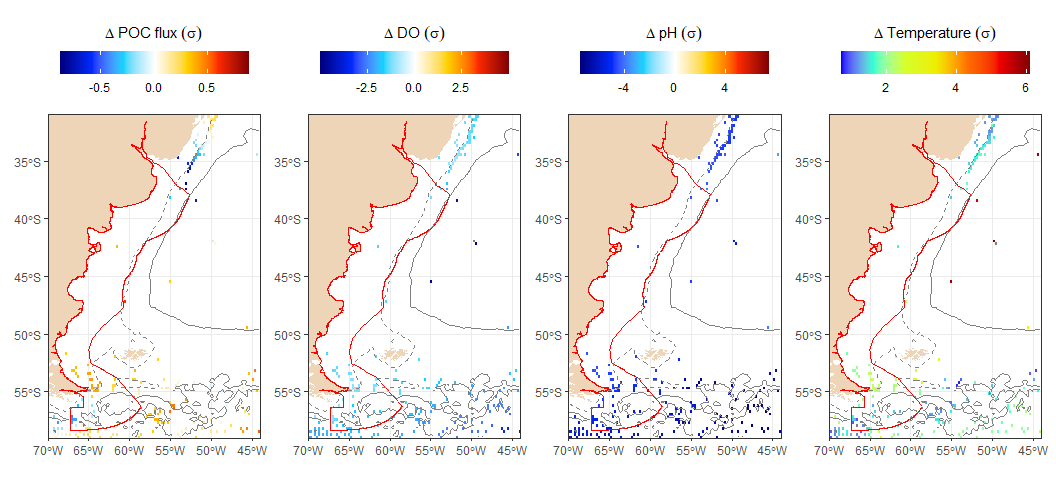 Δ POC flux (σ)
-0.5 0.0 0.5
35°S
40°S
45°S
50°S
55°S
70°W 65°W 60°W 55°W 50°W 45°W
Δ DO (σ)
-2.5 0.0 2.5
35°S
40°S
45°S
50°S
55°S
70°W 65°W 60°W 55°W 50°W 45°W
Δ pH (σ)
-4 0 4
35°S
40°S
45°S
50°S
55°S
70°W 65°W 60°W 55°W 50°W 45°W
Δ Temperature (σ)
2 4 6
35°S
40°S
45°S
50°S
55°S
70°W 65°W 60°W 55°W 50°W 45°W